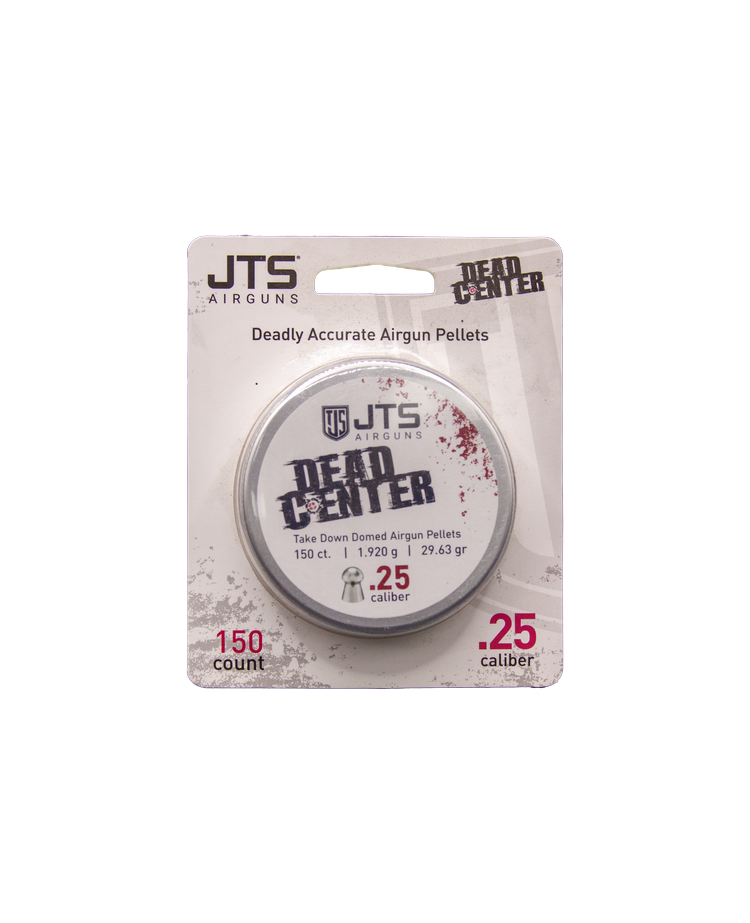 JTS®
AIRGUNS
DEAD
CENTER
Deadly Accurate Airgun Pellets
JTS
JTS
AIRGUNS
DEAD
CENTER
Take Down Domed Airgun Pellets
150 ct. | 1.920 g | 29.63 gr
.25
caliber
150
count
.25
caliber